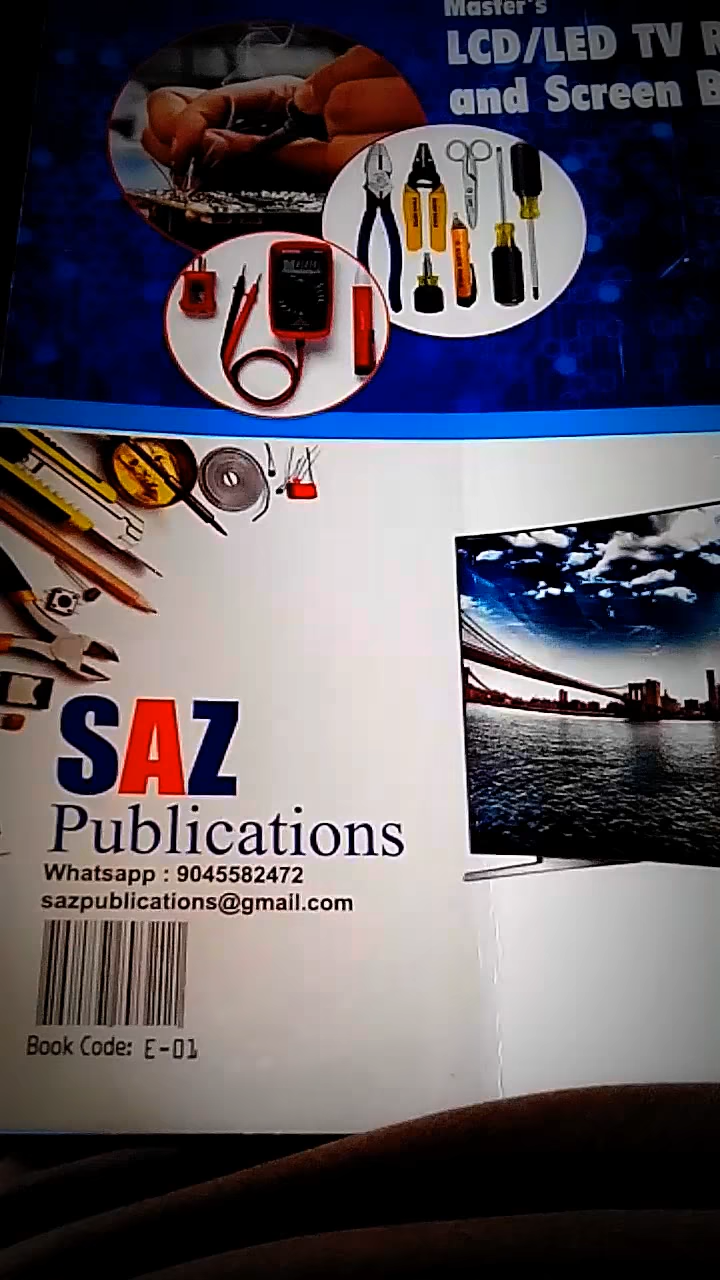 Master's
LCD/LED TV R
and Screen B
SAZ
Publications
Whatsapp : 9045582472
sazpublications@gmail.com
Book Code: E-01